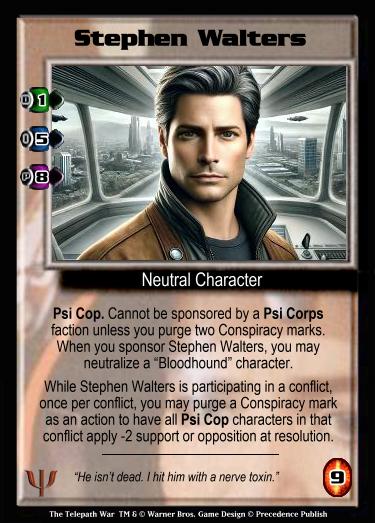 Stephen Walters
D 1
I 5
P 8
Neutral Character
Psi Cop. Cannot be sponsored by a Psi Corps
faction unless you purge two Conspiracy marks.
When you sponsor Stephen Walters, you may
neutralize a “Bloodhound” character.
While Stephen Walters is participating in a conflict,
once per conflict, you may purge a Conspiracy mark
as an action to have all Psi Cop characters in that
conflict apply -2 support or opposition at resolution.
“He isn't dead. I hit him with a nerve toxin.”
9
The Telepath War TM & © Warner Bros. Game Design © Precedence Publish